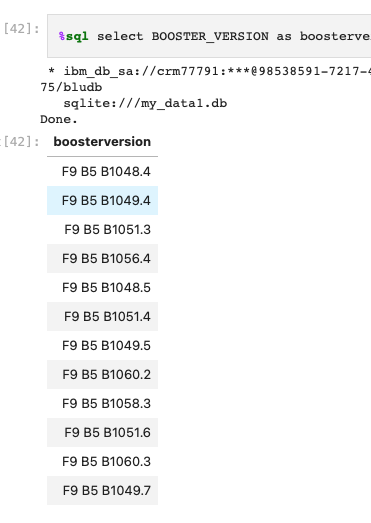 [42]:
%sql select BOOSTER_VERSION as boosterve
* ibm_db_sa://crm77791:***@98538591-7217-4
75/bludb
sqlite:///my_data1.db
Done.
[42]:
boosterversion
F9 B5 B1048.4
F9 B5 B1049.4
F9 B5 B1051.3
F9 B5 B1056.4
F9 B5 B1048.5
F9 B5 B1051.4
F9 B5 B1049.5
F9 B5 B1060.2
F9 B5 B1058.3
F9 B5 B1051.6
F9 B5 B1060.3
F9 B5 B1049.7